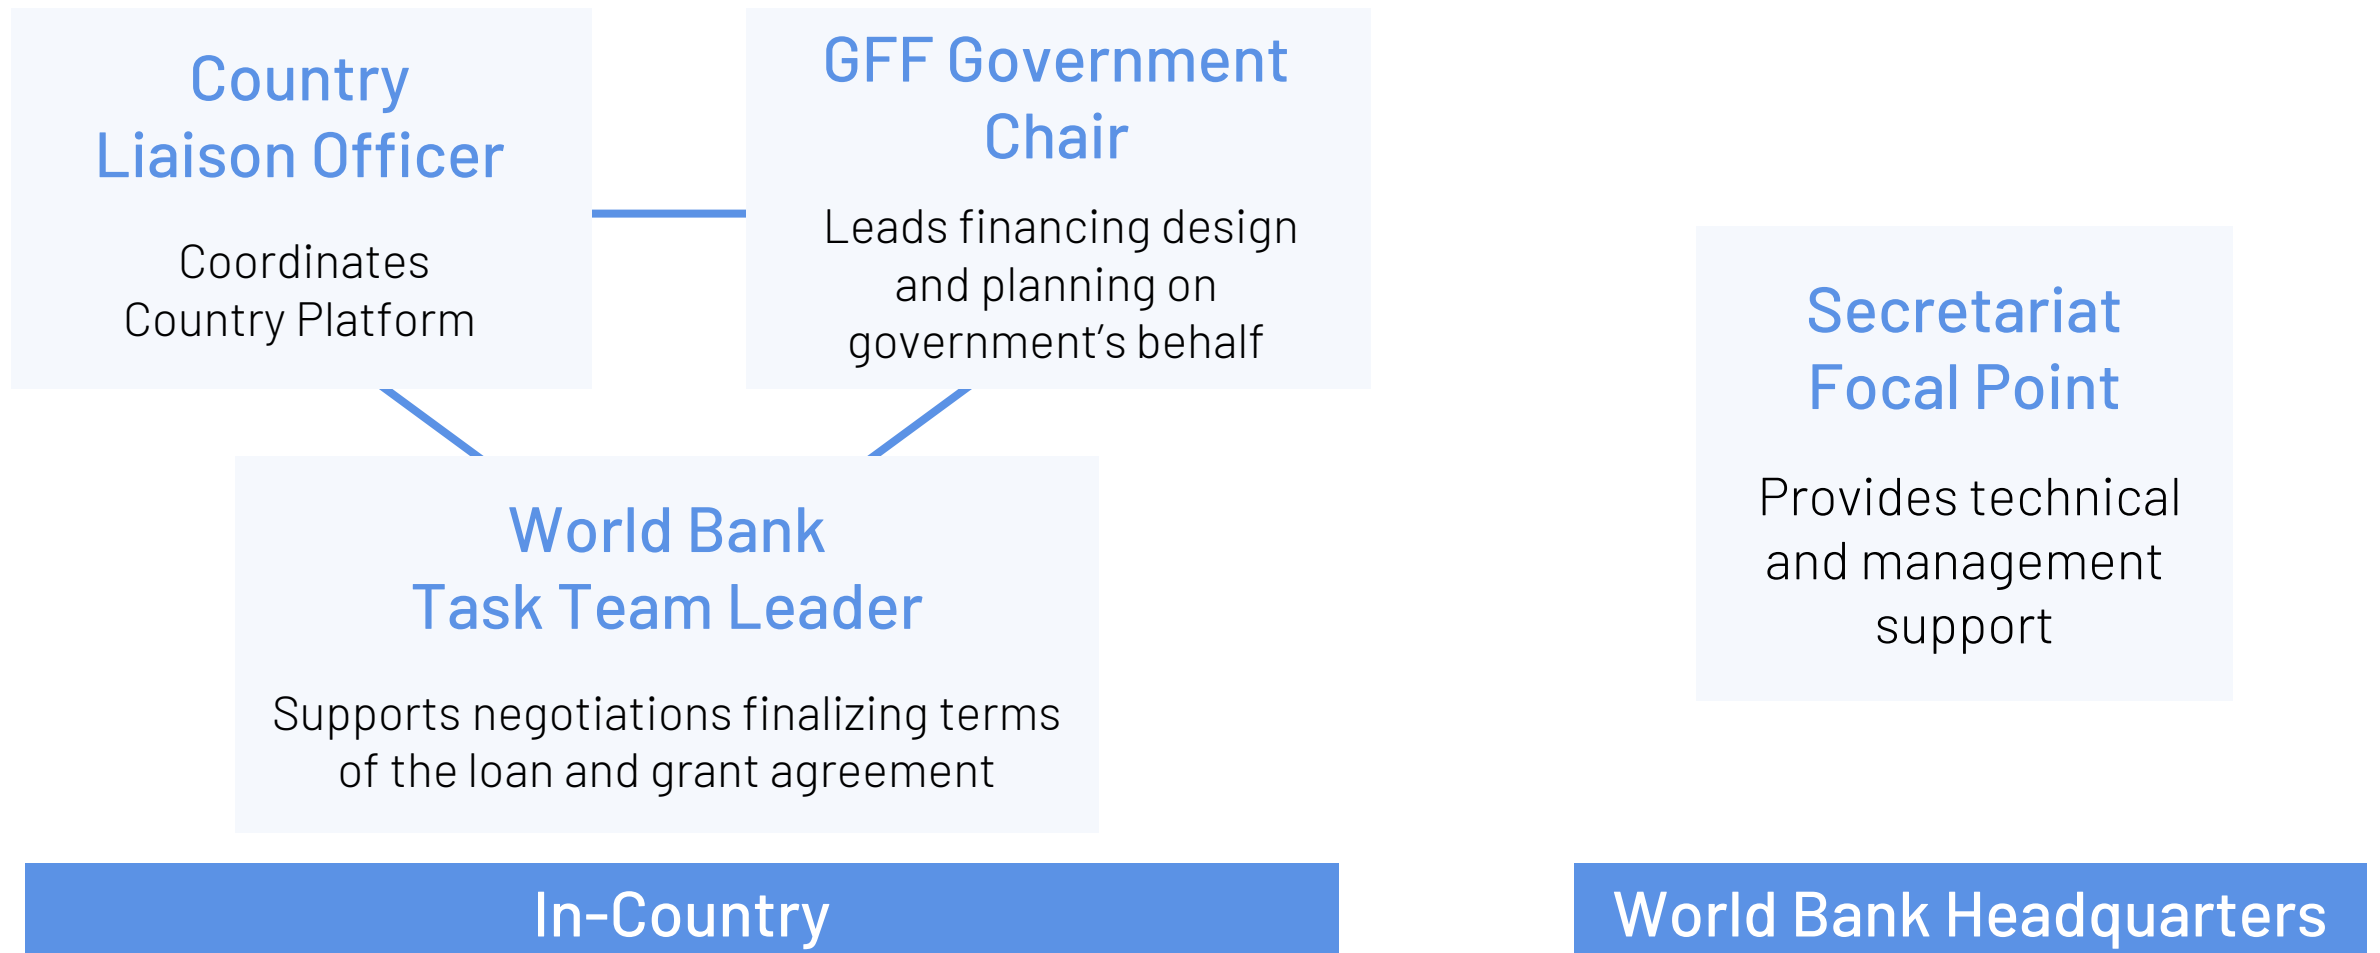 Country
Liaison Officer
Coordinates
Country Platform
GFF Government
Chair
Leads financing design
and planning on
government’s behalf
World Bank
Task Team Leader
Supports negotiations finalizing terms
of the loan and grant agreement
In-Country
Secretariat
Focal Point
Provides technical
and management
support
World Bank Headquarters